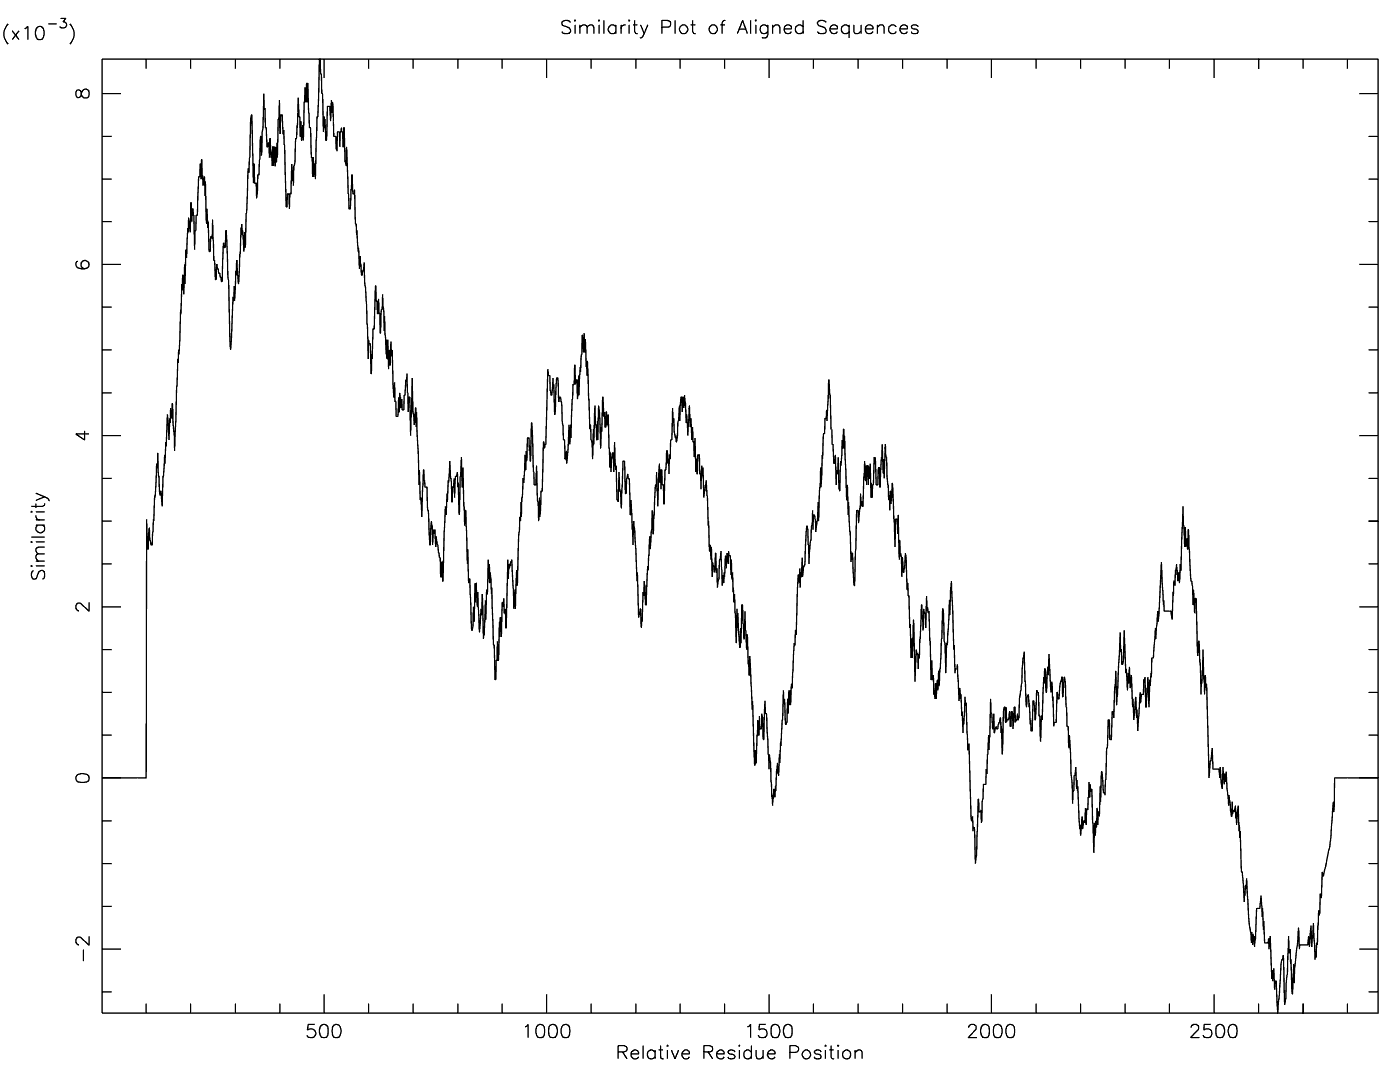 (x10−3)
Similarity Plot of Aligned Sequences
8
6
4
2
0
−2
Similarity
500 1000 1500 2000 2500
Relative Residue Position